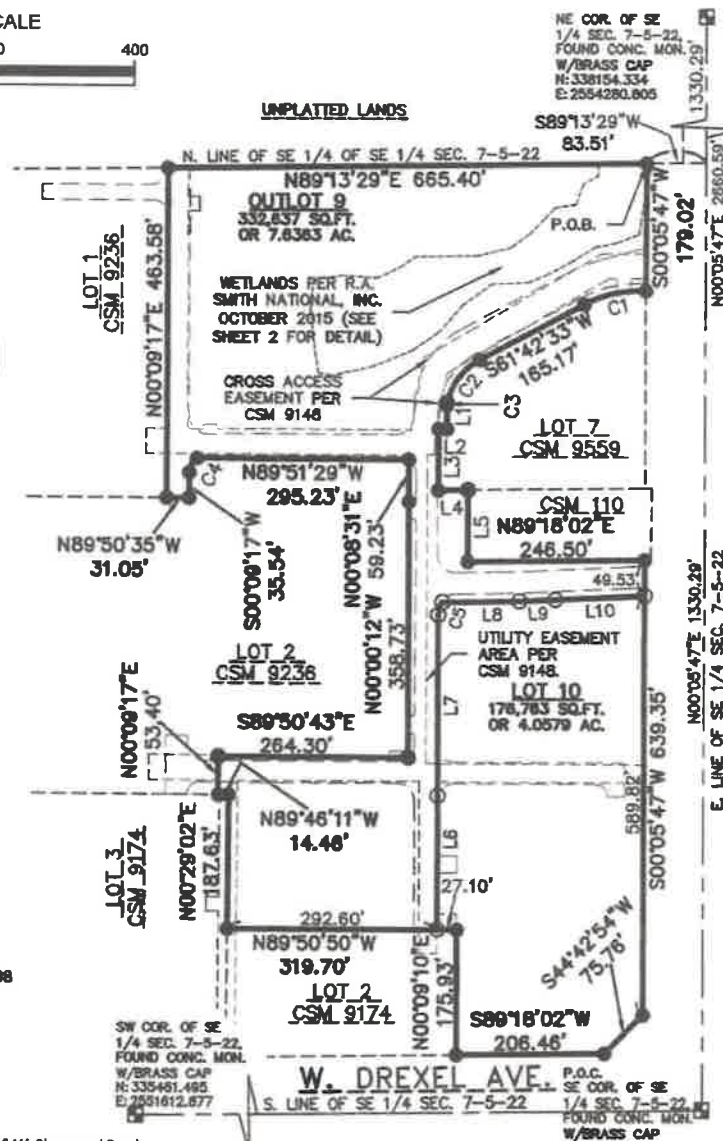 CALE
0
400
NE COR. OF SE
1/4 SEC. 7-5-22,
FOUND CONC. MON.
W/BRASS CAP
N:338154.334
E:2554280.805
1330.29'
UNPLATTED LANDS
S89°13'29"W
83.51'
N. LINE OF SE 1/4 OF SE 1/4 SEC. 7-5-22
N89°13'29"E 665.40'
OUTLOT 9
332,637 SQ.FT.
OR 7.6363 AC.
P.O.B.
S00°05'47"W
179.02'
N00°05'47"E 2660.59'
LOT 1
CSM 9236
N00°09'17"E 463.58'
WETLANDS PER R.A.
SMITH NATIONAL, INC.
OCTOBER 2015 (SEE
SHEET 2 FOR DETAIL)
C1
S61°42'33"W
165.17'
C2
CROSS ACCESS
EASEMENT PER
CSM 9148
C3
L1
L2
LOT 7
CSM 9559
L3
C4
N89°51'29"W
295.23'
L4
CSM 110
N89°18'02"E
246.50'
L5
N89°50'35"W
31.05'
S00°09'17"W
35.54'
N00°08'31"E
59.23'
49.53'
C5
L8
L9
L10
N00°00'12"W
358.73'
UTILITY EASEMENT
AREA PER
CSM 9148.
LOT 2
CSM 9236
LOT 10
176,763 SQ.FT.
OR 4.0579 AC.
L7
N00°05'47"E 1330.29'
E. LINE OF SE 1/4 SEC. 7-5-22
N00°09'17"E
53.40'
S89°50'43"E
264.30'
589.82'
S00°05'47"W 639.35'
N89°46'11"W
14.46'
L6
LOT 3
CSM 9174
N00°29'02"E
187.63'
27.10'
292.60'
N89°50'50"W
319.70'
N00°09'10"E
175.93'
S44°42'54"W
75.76'
LOT 2
CSM 9174
S89°18'02"W
206.46'
98
SW COR. OF SE
1/4 SEC. 7-5-22,
FOUND CONC. MON.
W/BRASS CAP
N:335461.495
E:2551612.677
W. DREXEL AVE.
S. LINE OF SE 1/4 SEC. 7-5-22
P.O.C.
SE COR. OF SE
1/4 SEC. 7-5-22,
FOUND CONC. MON.
W/BRASS CAP